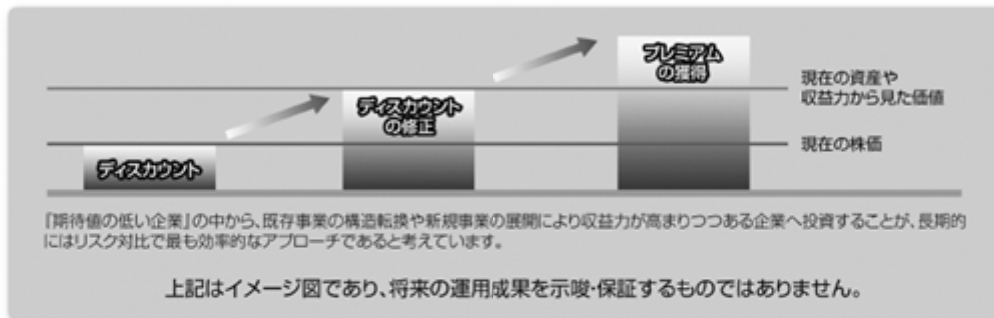 プレミアム
の獲得
現在の資産や
収益力から見た価値
ディスカウント
の修正
現在の株価
ディスカウント
『期待値の低い企業』の中から、既存事業の構造転換や新規事業の展開により収益力が高まりつつある企業へ投資することが、長期的
にはリスク対比で最も効率的なアプローチであると考えています。
上記はイメージ図であり、将来の運用成果を示唆・保証するものではありません。